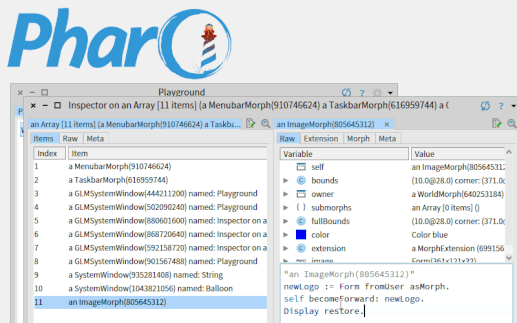 Pharo
Playground
Inspector on an Array [11 items] (a MenubarMorph(910746624) a TaskbarMorph(616959744) a G
an Array [11 items] (a MenubarMorph(910746624) a Taskb...
Items Raw Meta
Index Item
1 a MenubarMorph(910746624)
2 a TaskbarMorph(616959744)
3 a GLMSystemWindow(444211200) named: Playground
4 a GLMSystemWindow(502090240) named: Playground
5 a GLMSystemWindow(880601600) named: Inspector on a
6 a GLMSystemWindow(868720640) named: Inspector on a
7 a GLMSystemWindow(592158720) named: Inspector on a
8 a GLMSystemWindow(901567488) named: Playground
9 a SystemWindow(935281408) named: String
10 a SystemWindow(1043821056) named: Balloon
11 an ImageMorph(805645312)
an ImageMorph(805645312)
Raw Extension Morph Meta
Variable Value
self an ImageMorph(805645312
bounds (10.0@28.0) corner: (371.0
owner a WorldMorph(640253184)
submorphs an Array [0 items] ()
fullBounds (10.0@28.0) corner: (371.0
color Color blue
extension a MorphExtension (699156
image Form(361x121x32)
"an ImageMorph(805645312)"
newLogo := Form fromUser asMorph.
self becomeForward: newLogo.
Display restore.